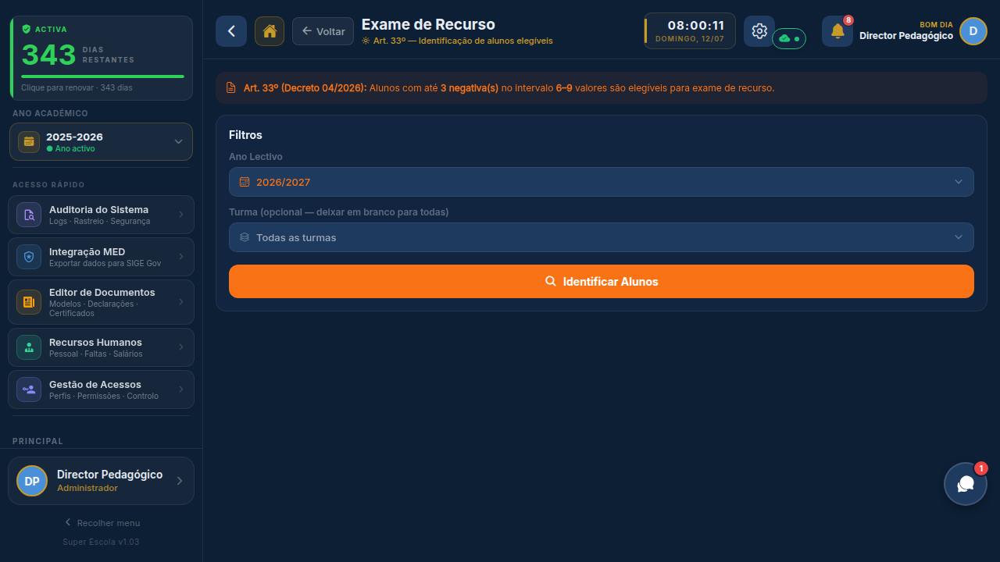 ACTIVA
343
DIAS
RESTANTES
Clique para renovar · 343 dias
ANO ACADÉMICO
2025-2026
Ano activo
ACESSO RÁPIDO
Auditoria do Sistema
Logs · Rastreio · Segurança
Integração MED
Exportar dados para SIGE Gov
Editor de Documentos
Modelos · Declarações ·
Certificados
Recursos Humanos
Pessoal · Faltas · Salários
Gestão de Acessos
Perfis · Permissões · Controlo
PRINCIPAL
DP
Director Pedagógico
Administrador
Recolher menu
Super Escola v1.03
Voltar
Exame de Recurso
Art. 33º — Identificação de alunos elegíveis
08:00:11
DOMINGO, 12/07
8
BOM DIA
Director Pedagógico
D
Art. 33º (Decreto 04/2026): Alunos com até 3 negativa(s) no intervalo 6–9 valores são elegíveis para exame de recurso.
Filtros
Ano Lectivo
2026/2027
Turma (opcional — deixar em branco para todas)
Todas as turmas
Identificar Alunos
1